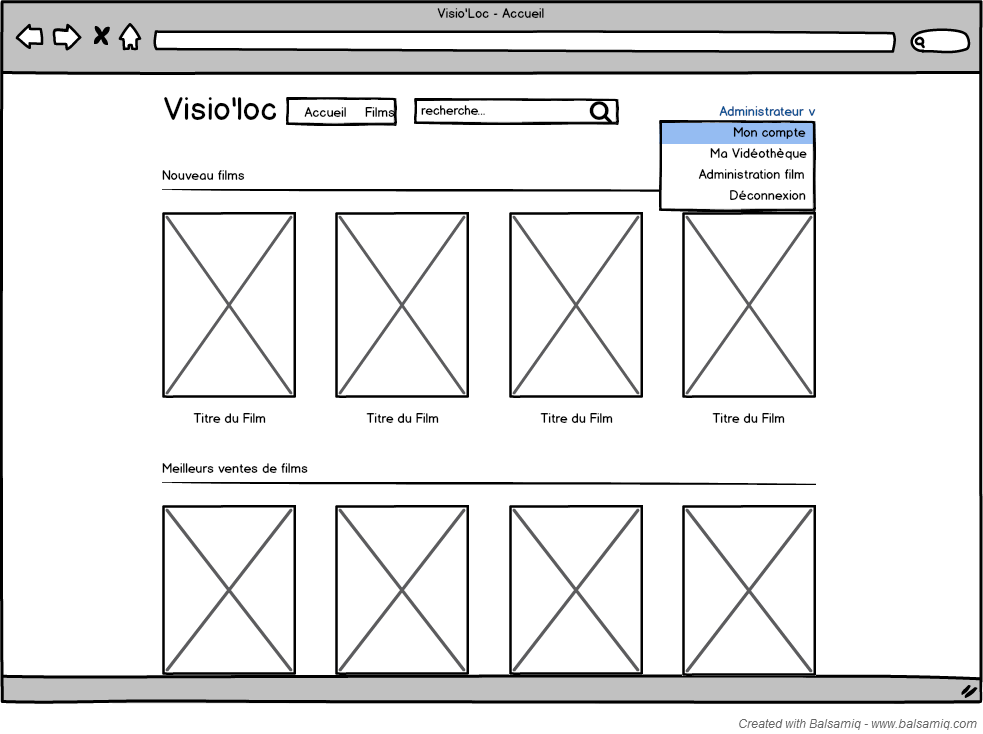 Visio'Loc - Accueil
Visio'loc
Accueil Films
recherche...
Administrateur v
Mon compte
Ma Vidéothèque
Administration film
Déconnexion
Nouveau films
Titre du Film Titre du Film Titre du Film Titre du Film
Meilleurs ventes de films
Created with Balsamiq - www.balsamiq.com